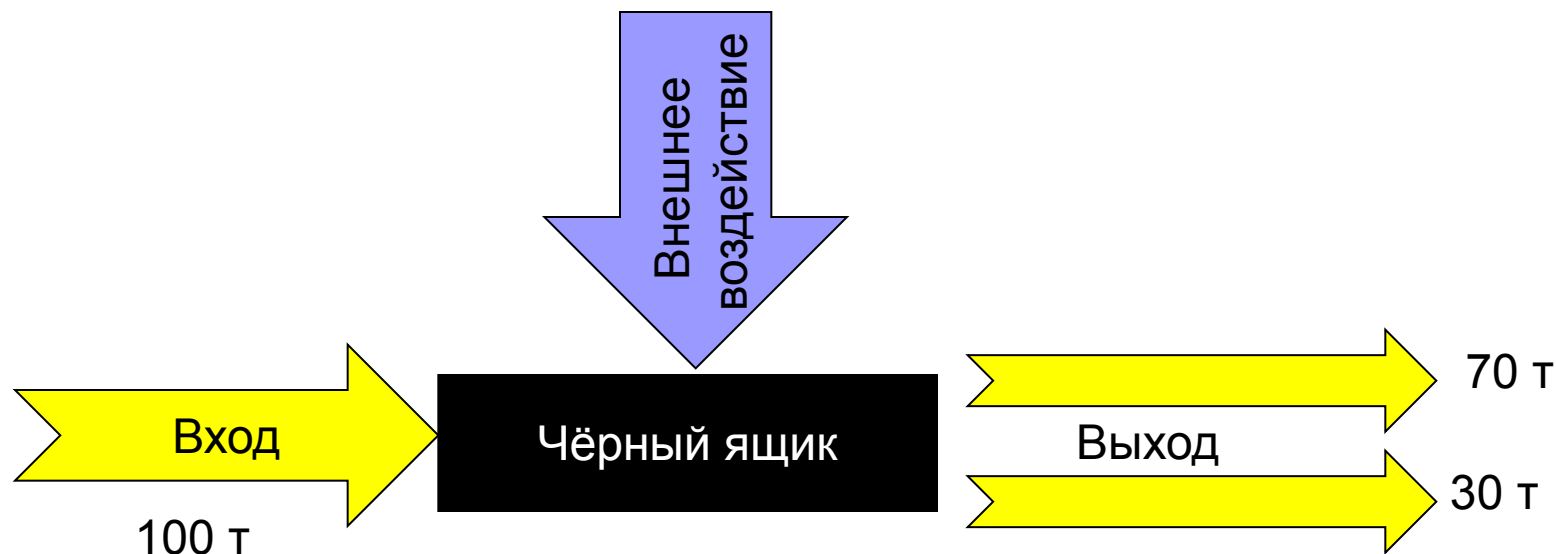 Внешнее
воздействие
Вход
Чёрный ящик
Выход
70 т
30 т
100 т